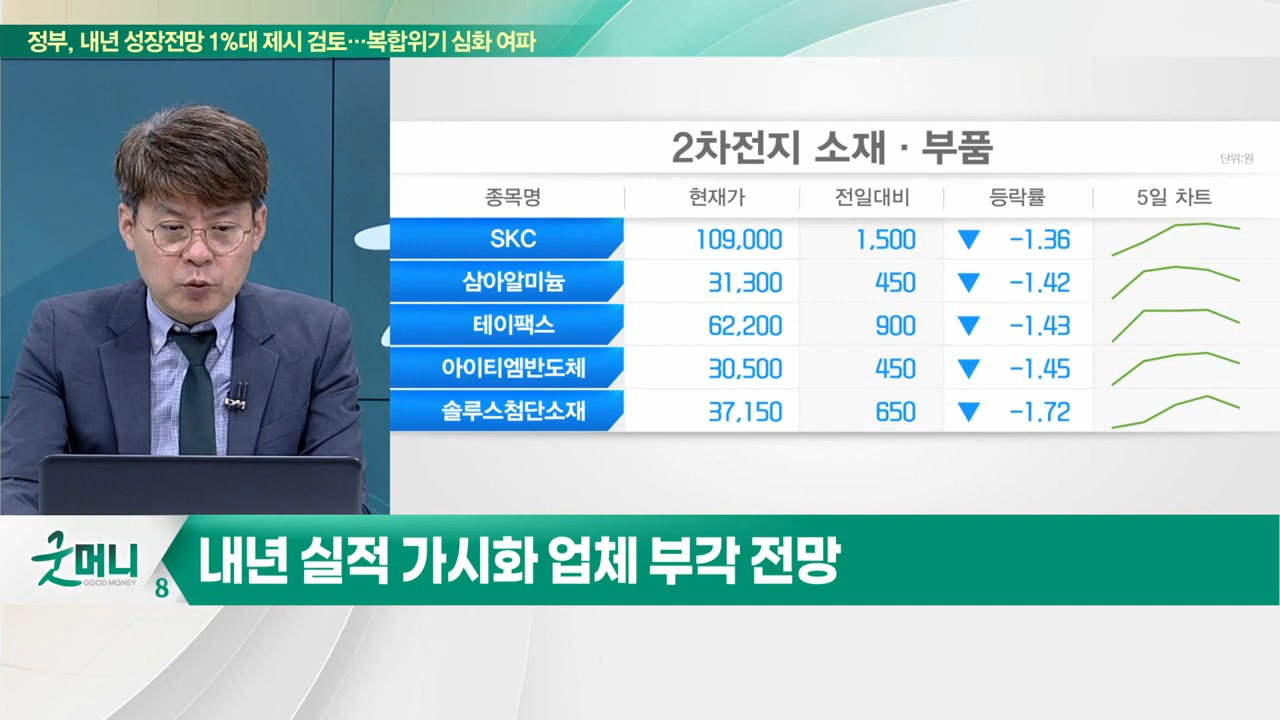 정부, 내년 성장전망 1%대 제시 검토…복합위기 심화 여파
2차전지 소재 · 부품
단위:원
종목명 현재가 전일대비 등락률 5일 차트
SKC 109,000 1,500 ▼ -1.36
삼아알미늄 31,300 450 ▼ -1.42
테이팩스 62,200 900 ▼ -1.43
아이티엠반도체 30,500 450 ▼ -1.45
솔루스첨단소재 37,150 650 ▼ -1.72
굿머니
GOOD MONEY
8
내년 실적 가시화 업체 부각 전망